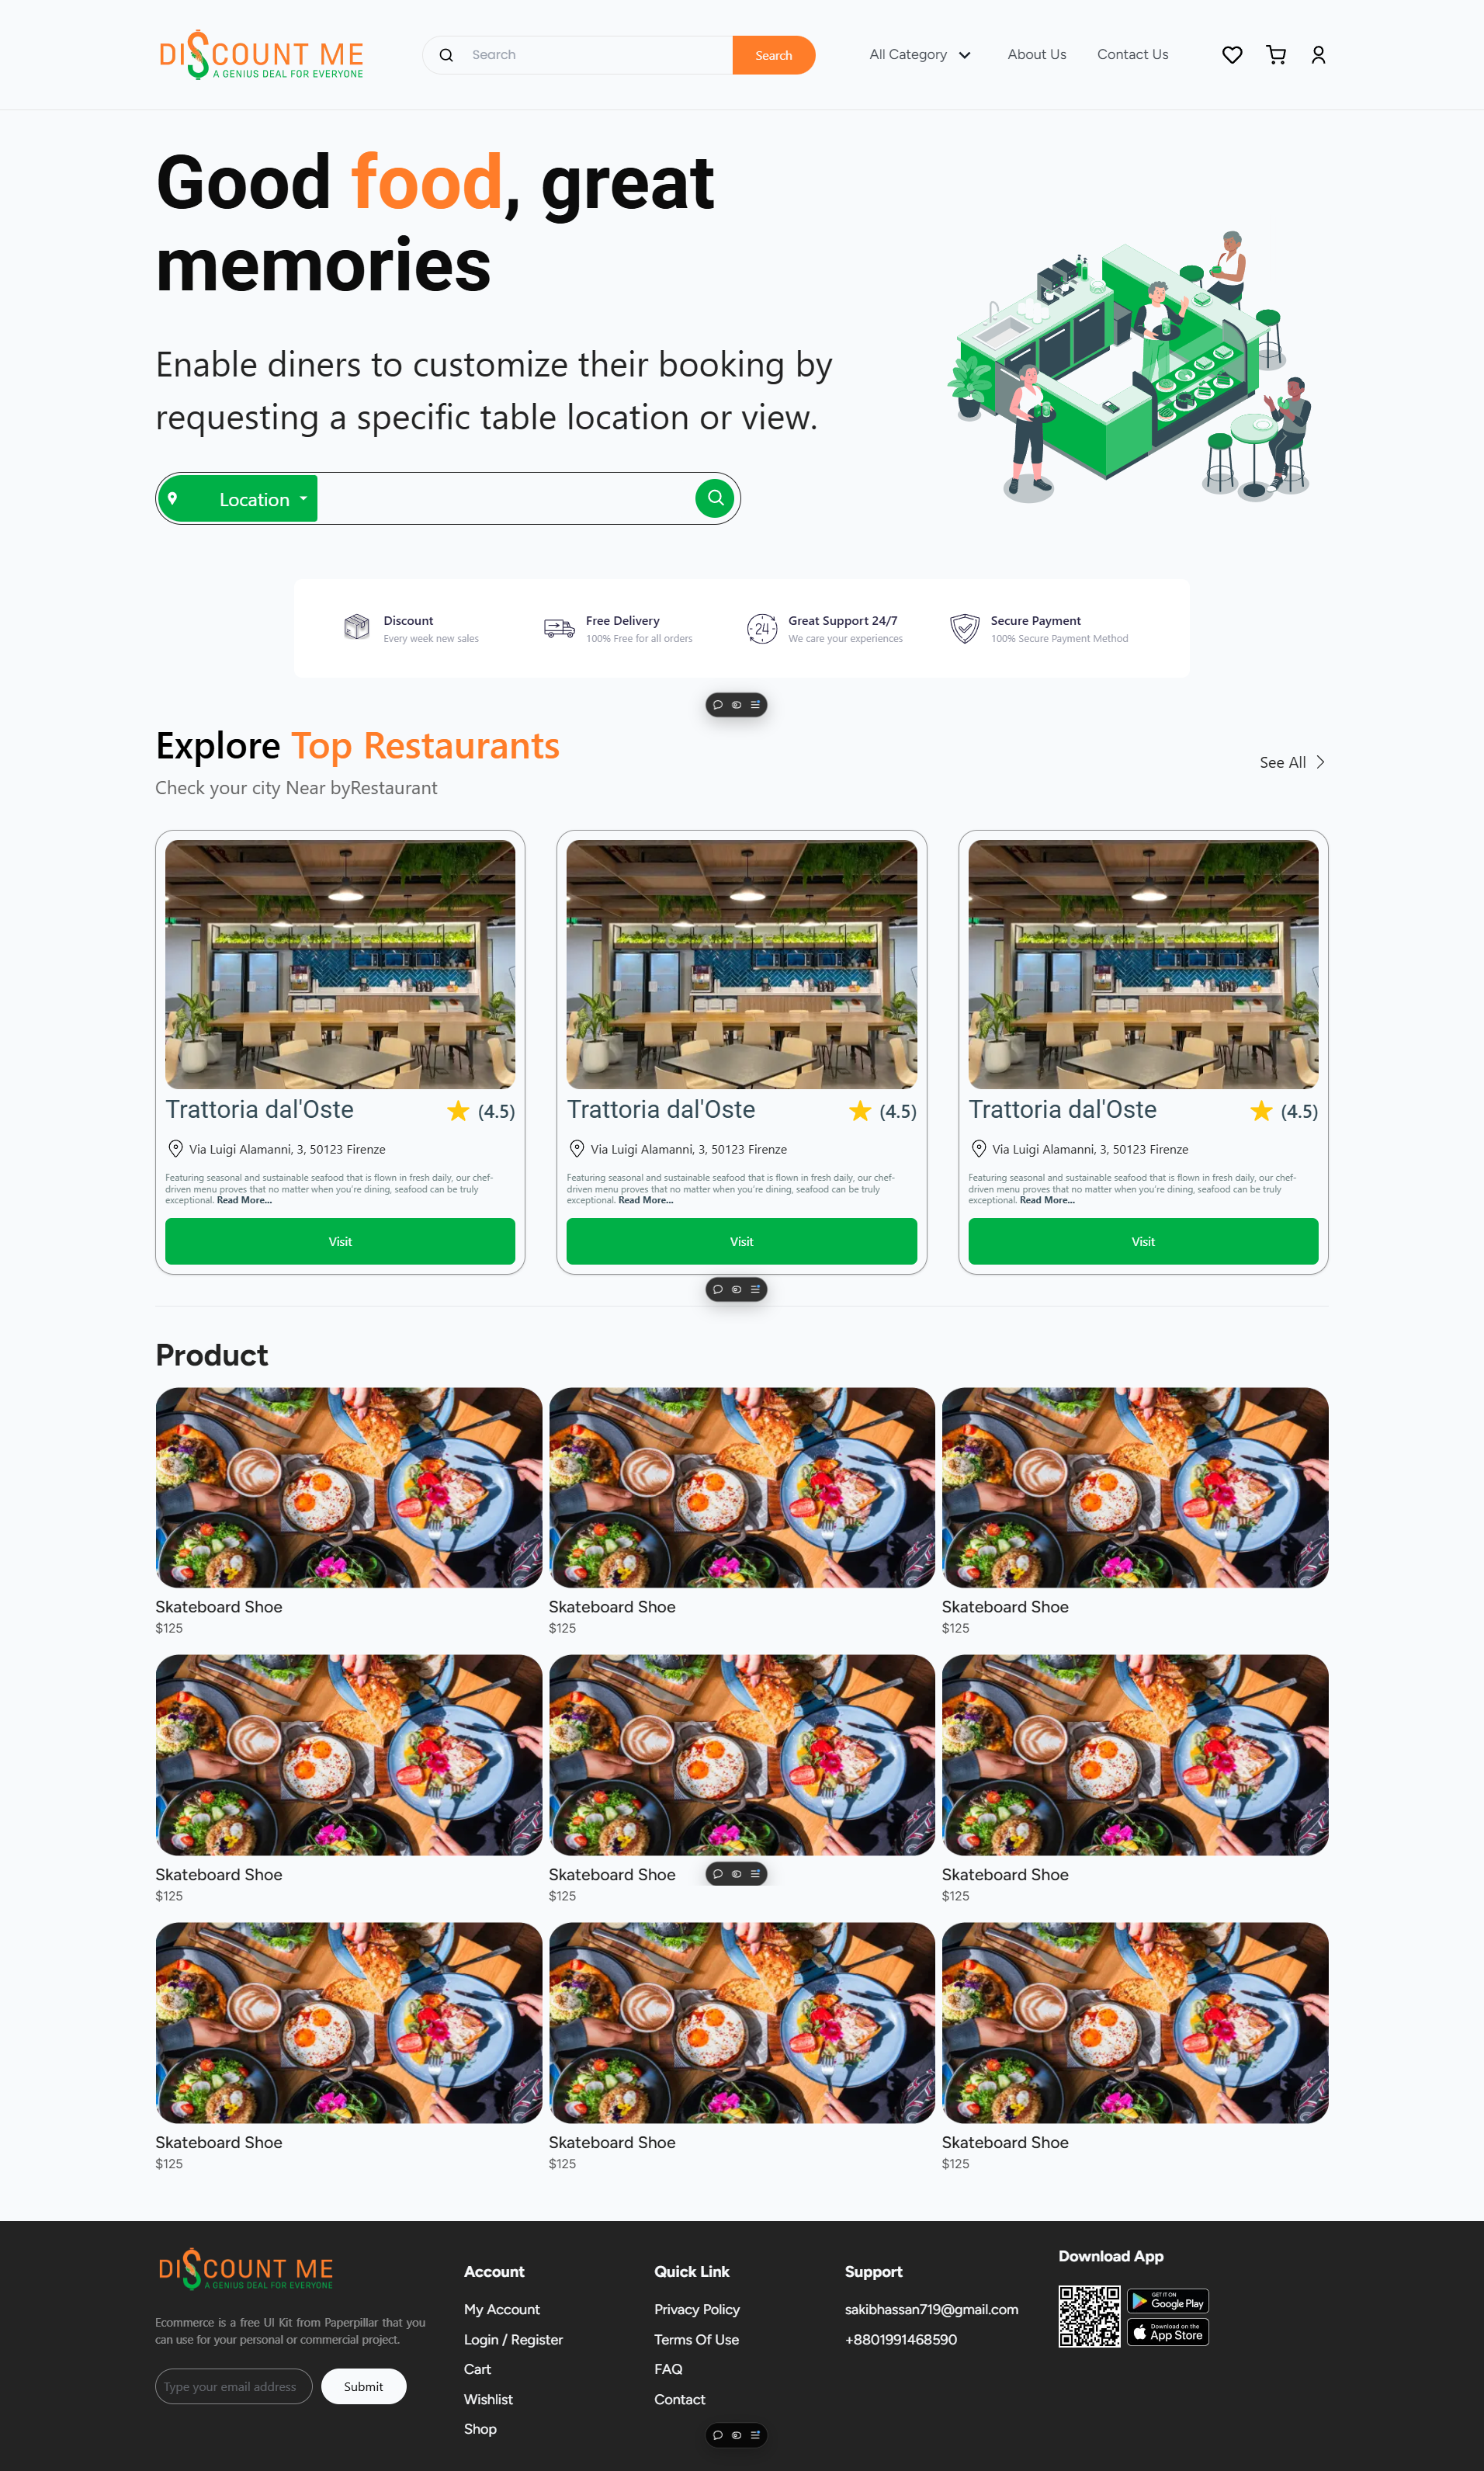 DISCOUNT ME
A GENIUS DEAL FOR EVERYONE
Search
Search
All Category
About Us
Contact Us
Good food, great
memories
Enable diners to customize their booking by
requesting a specific table location or view.
Location
Discount
Every week new sales
Free Delivery
100% Free for all orders
24
Great Support 24/7
We care your experiences
Secure Payment
100% Secure Payment Method
Explore Top Restaurants
See All
Check your city Near byRestaurant
CAFE
CAFE
CAFE
Trattoria dal'Oste
(4.5)
Via Luigi Alamanni, 3, 50123 Firenze
Featuring seasonal and sustainable seafood that is flown in fresh daily, our chef-
driven menu proves that no matter when you're dining, seafood can be truly
exceptional. Read More...
Visit
Trattoria dal'Oste
(4.5)
Via Luigi Alamanni, 3, 50123 Firenze
Featuring seasonal and sustainable seafood that is flown in fresh daily, our chef-
driven menu proves that no matter when you're dining, seafood can be truly
exceptional. Read More...
Visit
Trattoria dal'Oste
(4.5)
Via Luigi Alamanni, 3, 50123 Firenze
Featuring seasonal and sustainable seafood that is flown in fresh daily, our chef-
driven menu proves that no matter when you're dining, seafood can be truly
exceptional. Read More...
Visit
Product
Skateboard Shoe
$125
Skateboard Shoe
$125
Skateboard Shoe
$125
Skateboard Shoe
$125
Skateboard Shoe
$125
Skateboard Shoe
$125
Skateboard Shoe
$125
Skateboard Shoe
$125
Skateboard Shoe
$125
DISCOUNT ME
A GENIUS DEAL FOR EVERYONE
Ecommerce is a free UI Kit from Paperpillar that you
can use for your personal or commercial project.
Type your email address
Submit
Account
My Account
Login / Register
Cart
Wishlist
Shop
Quick Link
Privacy Policy
Terms Of Use
FAQ
Contact
Support
sakibhassan719@gmail.com
+8801991468590
Download App
GET IT ON
Google Play
Download on the
App Store